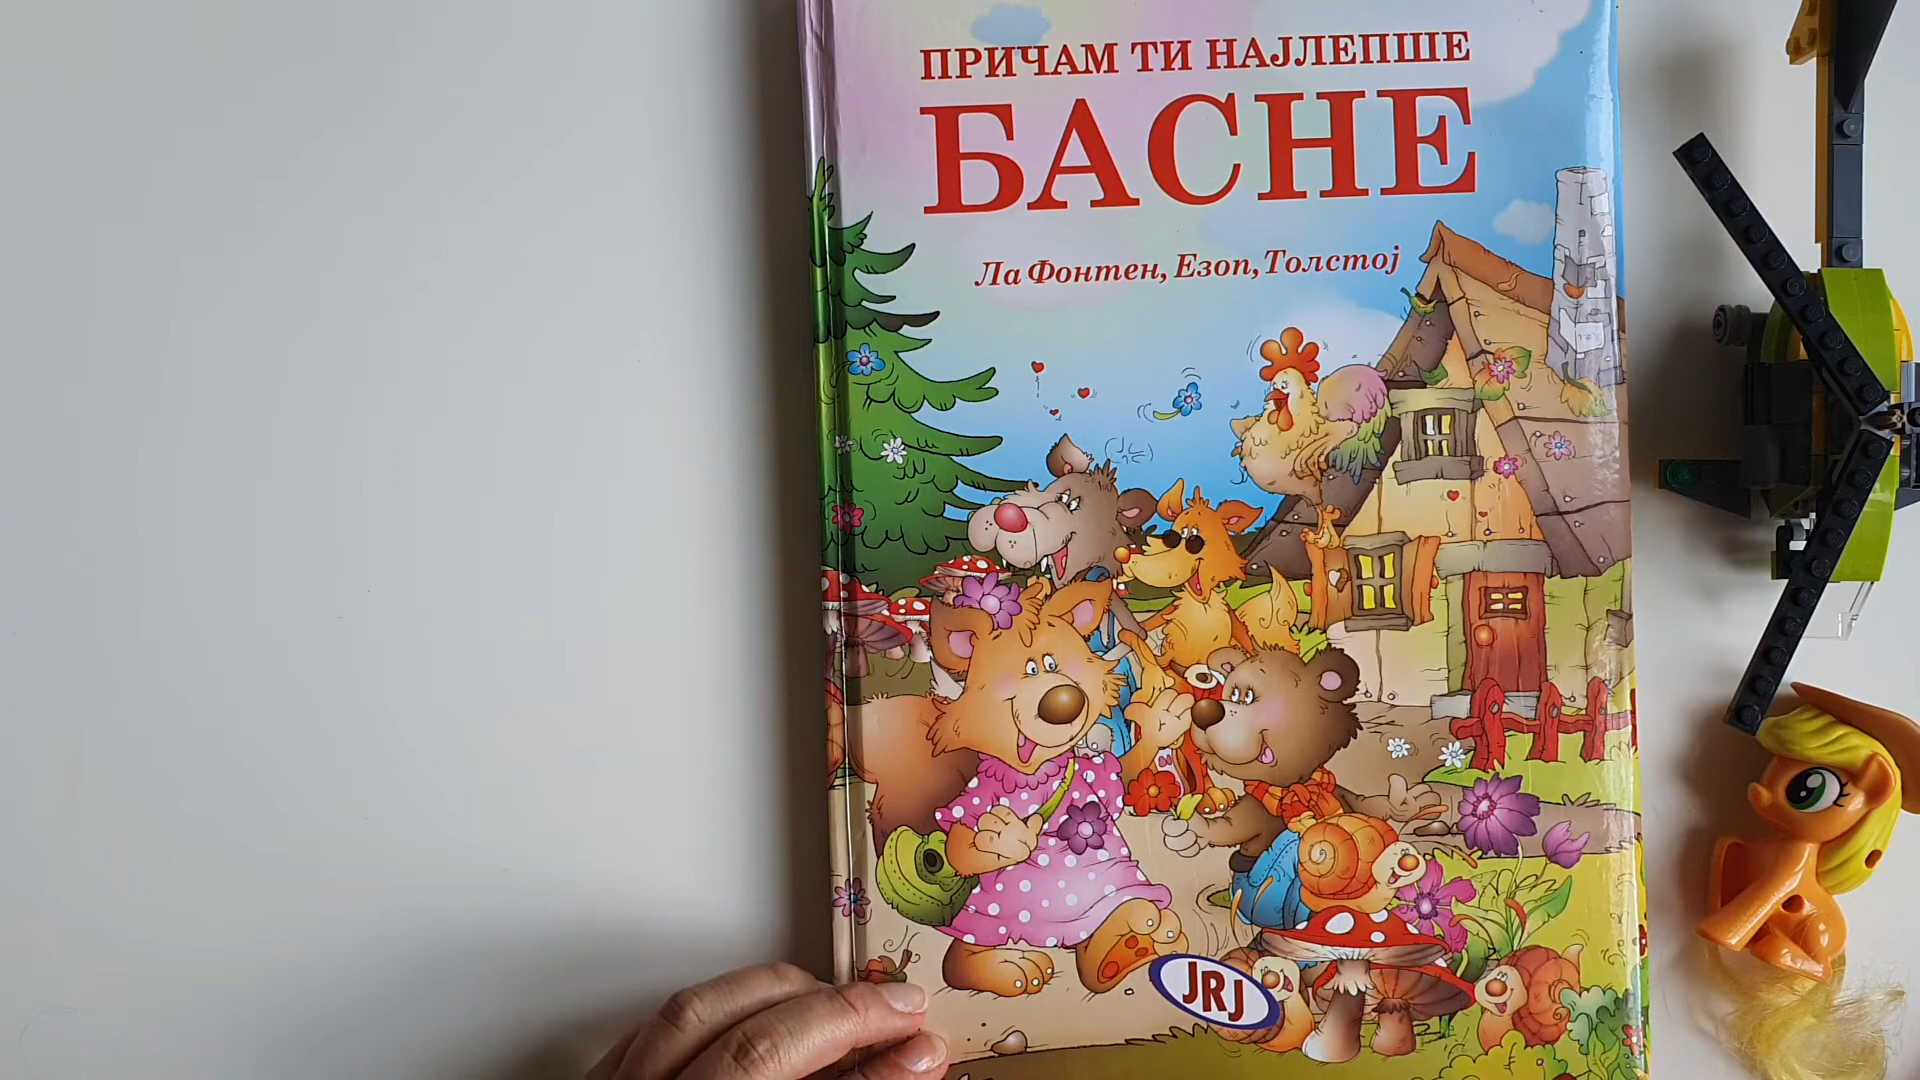 ПРИЧАМ ТИ НАЈЛЕПШЕ
БАСНЕ
Ла Фонтен, Езоп, Толстој
JRJ